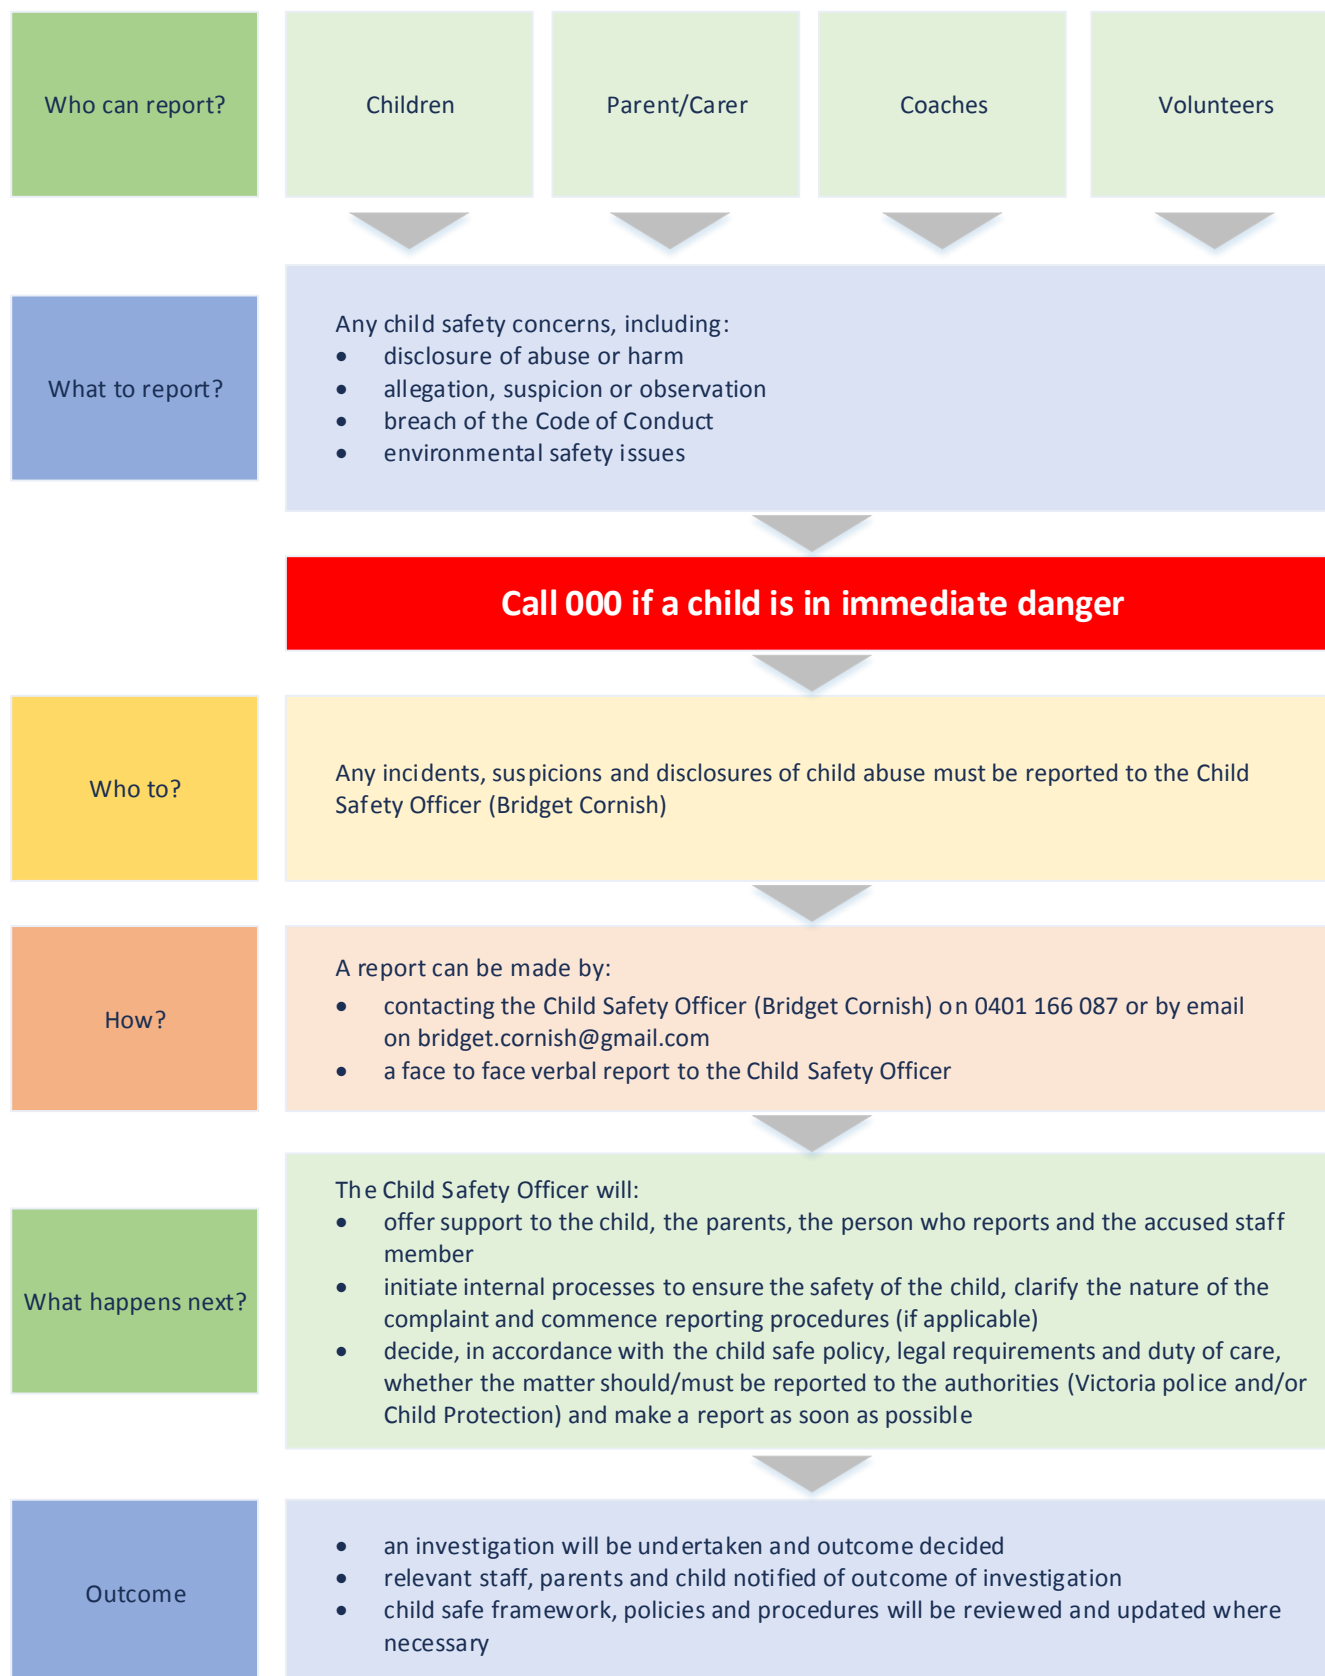 Who can report?
Children
Parent/Carer
Coaches
Volunteers
What to report?
Any child safety concerns, including:
• disclosure of abuse or harm
• allegation, suspicion or observation
• breach of the Code of Conduct
• environmental safety issues
Call 000 if a child is in immediate danger
Who to?
Any incidents, suspicions and disclosures of child abuse must be reported to the Child
Safety Officer (Bridget Cornish)
How?
A report can be made by:
• contacting the Child Safety Officer (Bridget Cornish) on 0401 166 087 or by email
on bridget.cornish@gmail.com
• a face to face verbal report to the Child Safety Officer
What happens next?
The Child Safety Officer will:
• offer support to the child, the parents, the person who reports and the accused staff
member
• initiate internal processes to ensure the safety of the child, clarify the nature of the
complaint and commence reporting procedures (if applicable)
• decide, in accordance with the child safe policy, legal requirements and duty of care,
whether the matter should/must be reported to the authorities (Victoria police and/or
Child Protection) and make a report as soon as possible
Outcome
• an investigation will be undertaken and outcome decided
• relevant staff, parents and child notified of outcome of investigation
• child safe framework, policies and procedures will be reviewed and updated where
necessary